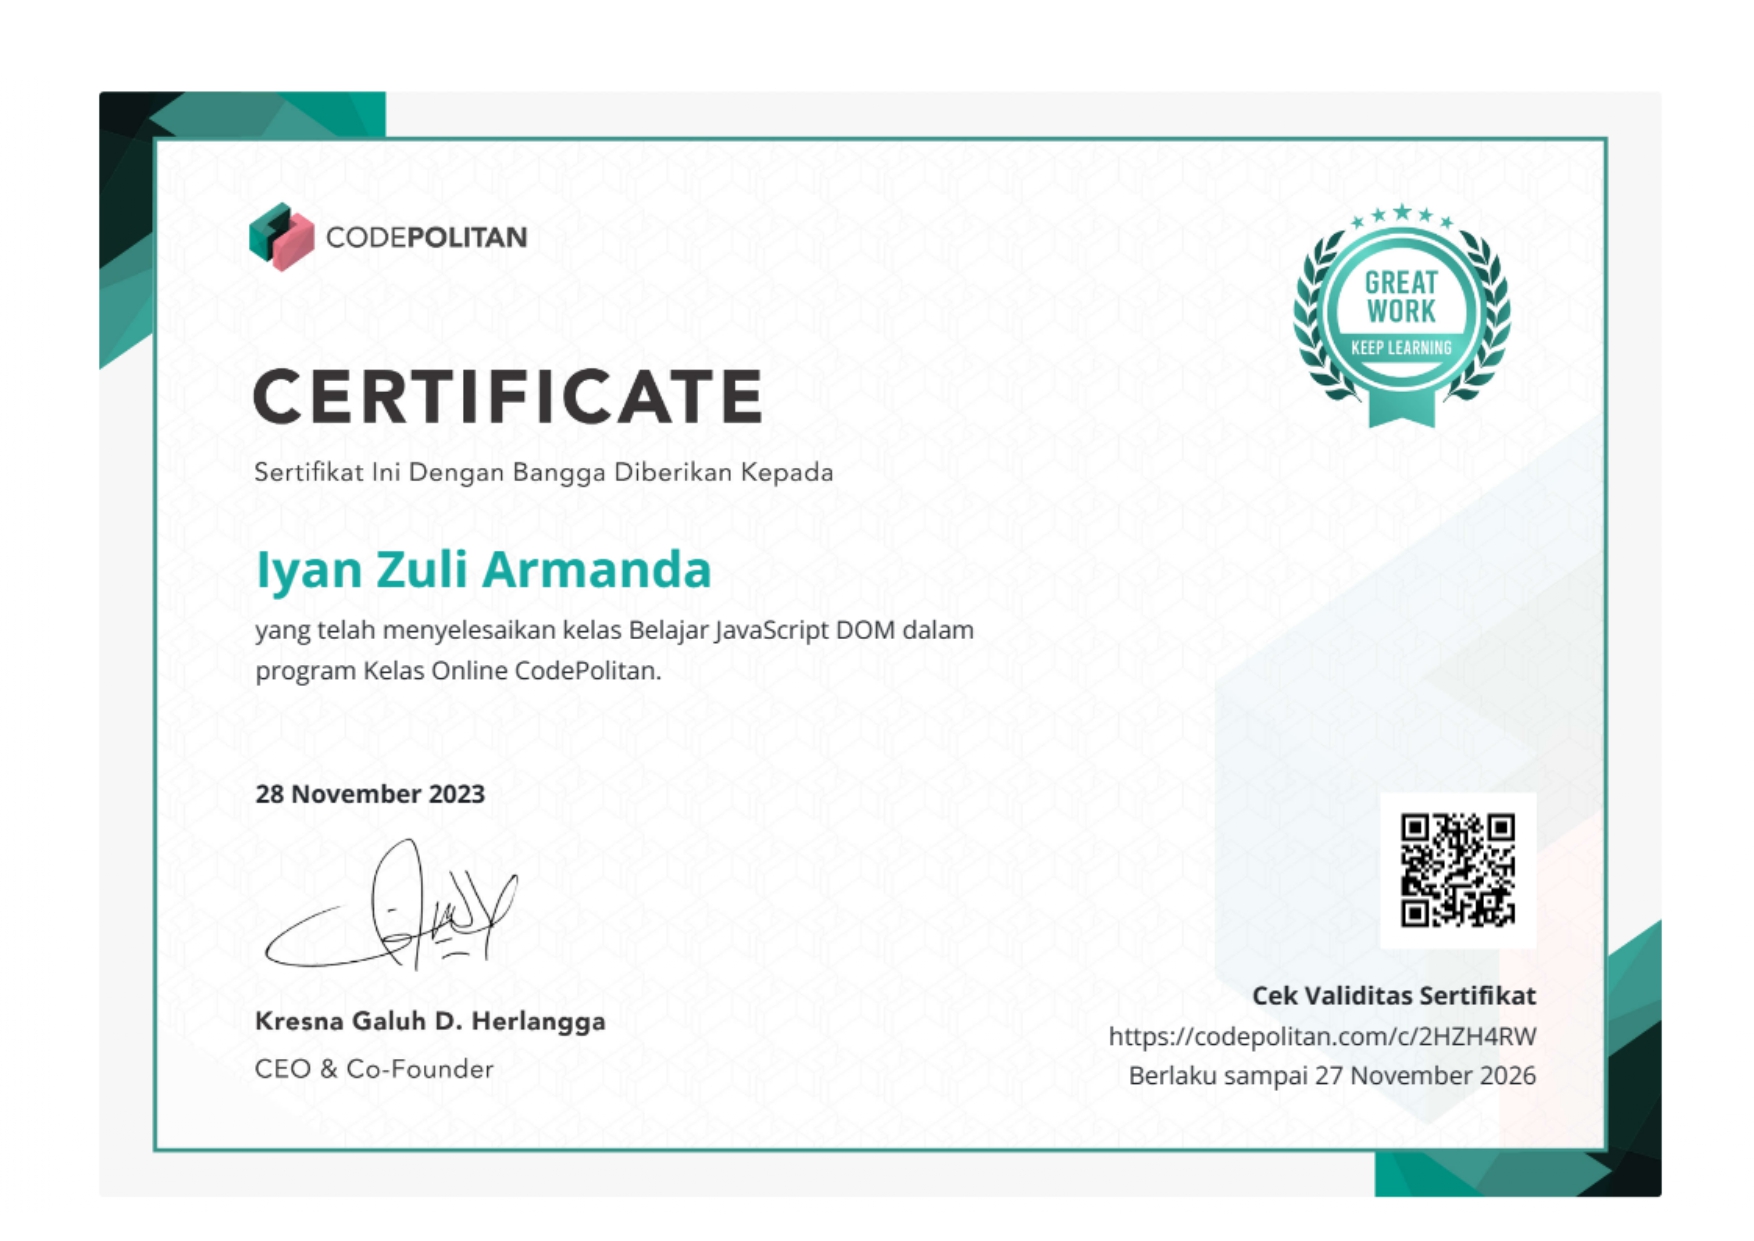 CODEPOLITAN
GREAT
WORK
KEEP LEARNING
CERTIFICATE
Sertifikat Ini Dengan Bangga Diberikan Kepada
Iyan Zuli Armanda
yang telah menyelesaikan kelas Belajar JavaScript DOM dalam
program Kelas Online CodePolitan.
28 November 2023
Kresna Galuh D. Herlangga
CEO & Co-Founder
Cek Validitas Sertifikat
https://codepolitan.com/c/2HZH4RW
Berlaku sampai 27 November 2026